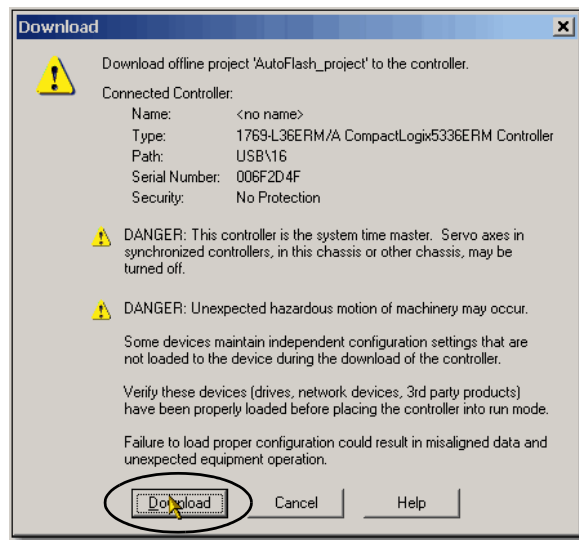 Download
Download offline project 'AutoFlash_project' to the controller.
Connected Controller:
Name: <no name>
Type: 1769-L36ERM/A CompactLogix5336ERM Controller
Path: USB\16
Serial Number: 006F2D4F
Security: No Protection
DANGER: This controller is the system time master. Servo axes in
synchronized controllers, in this chassis or other chassis, may be
turned off.
DANGER: Unexpected hazardous motion of machinery may occur.
Some devices maintain independent configuration settings that are
not loaded to the device during the download of the controller.
Verify these devices (drives, network devices, 3rd party products)
have been properly loaded before placing the controller into run mode.
Failure to load proper configuration could result in misaligned data and
unexpected equipment operation.
Download Cancel Help